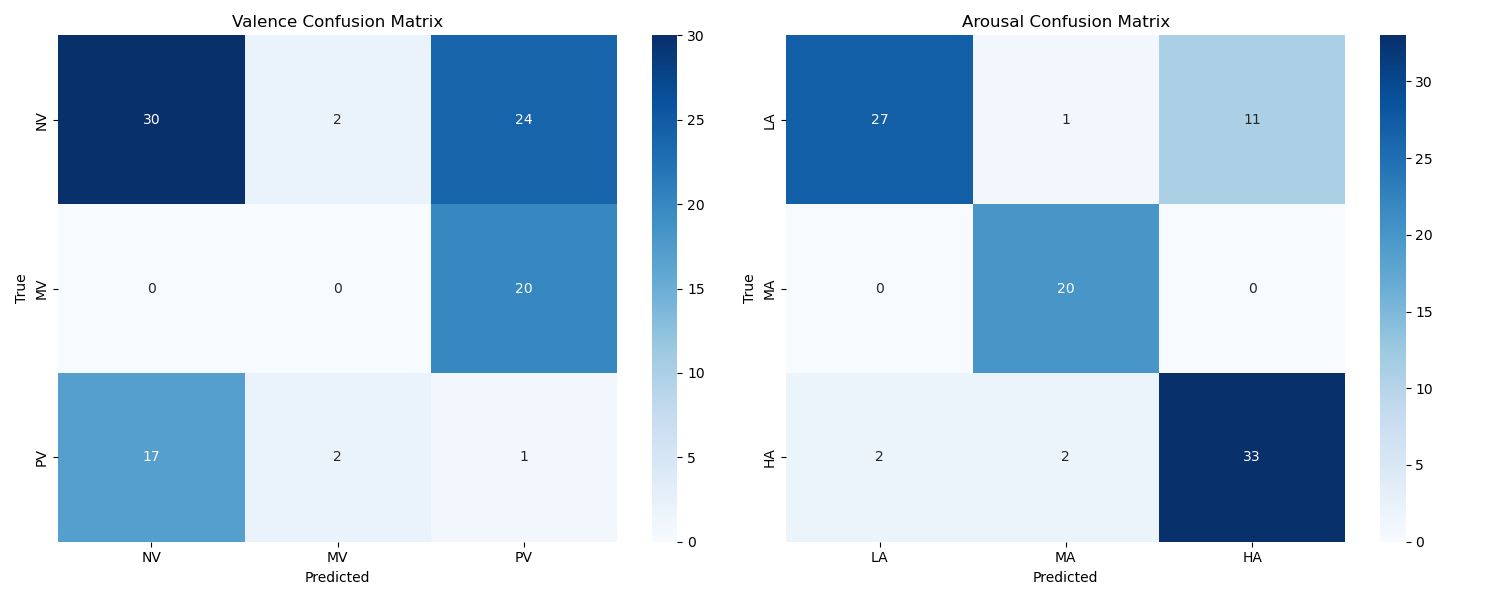 Valence Confusion Matrix
NV 30 2 24
MV 0 0 20
PV 17 2 1
True
NV MV PV
Predicted
30
25
20
15
10
5
0
Arousal Confusion Matrix
LA 27 1 11
MA 0 20 0
HA 2 2 33
True
LA MA HA
Predicted
30
25
20
15
10
5
0